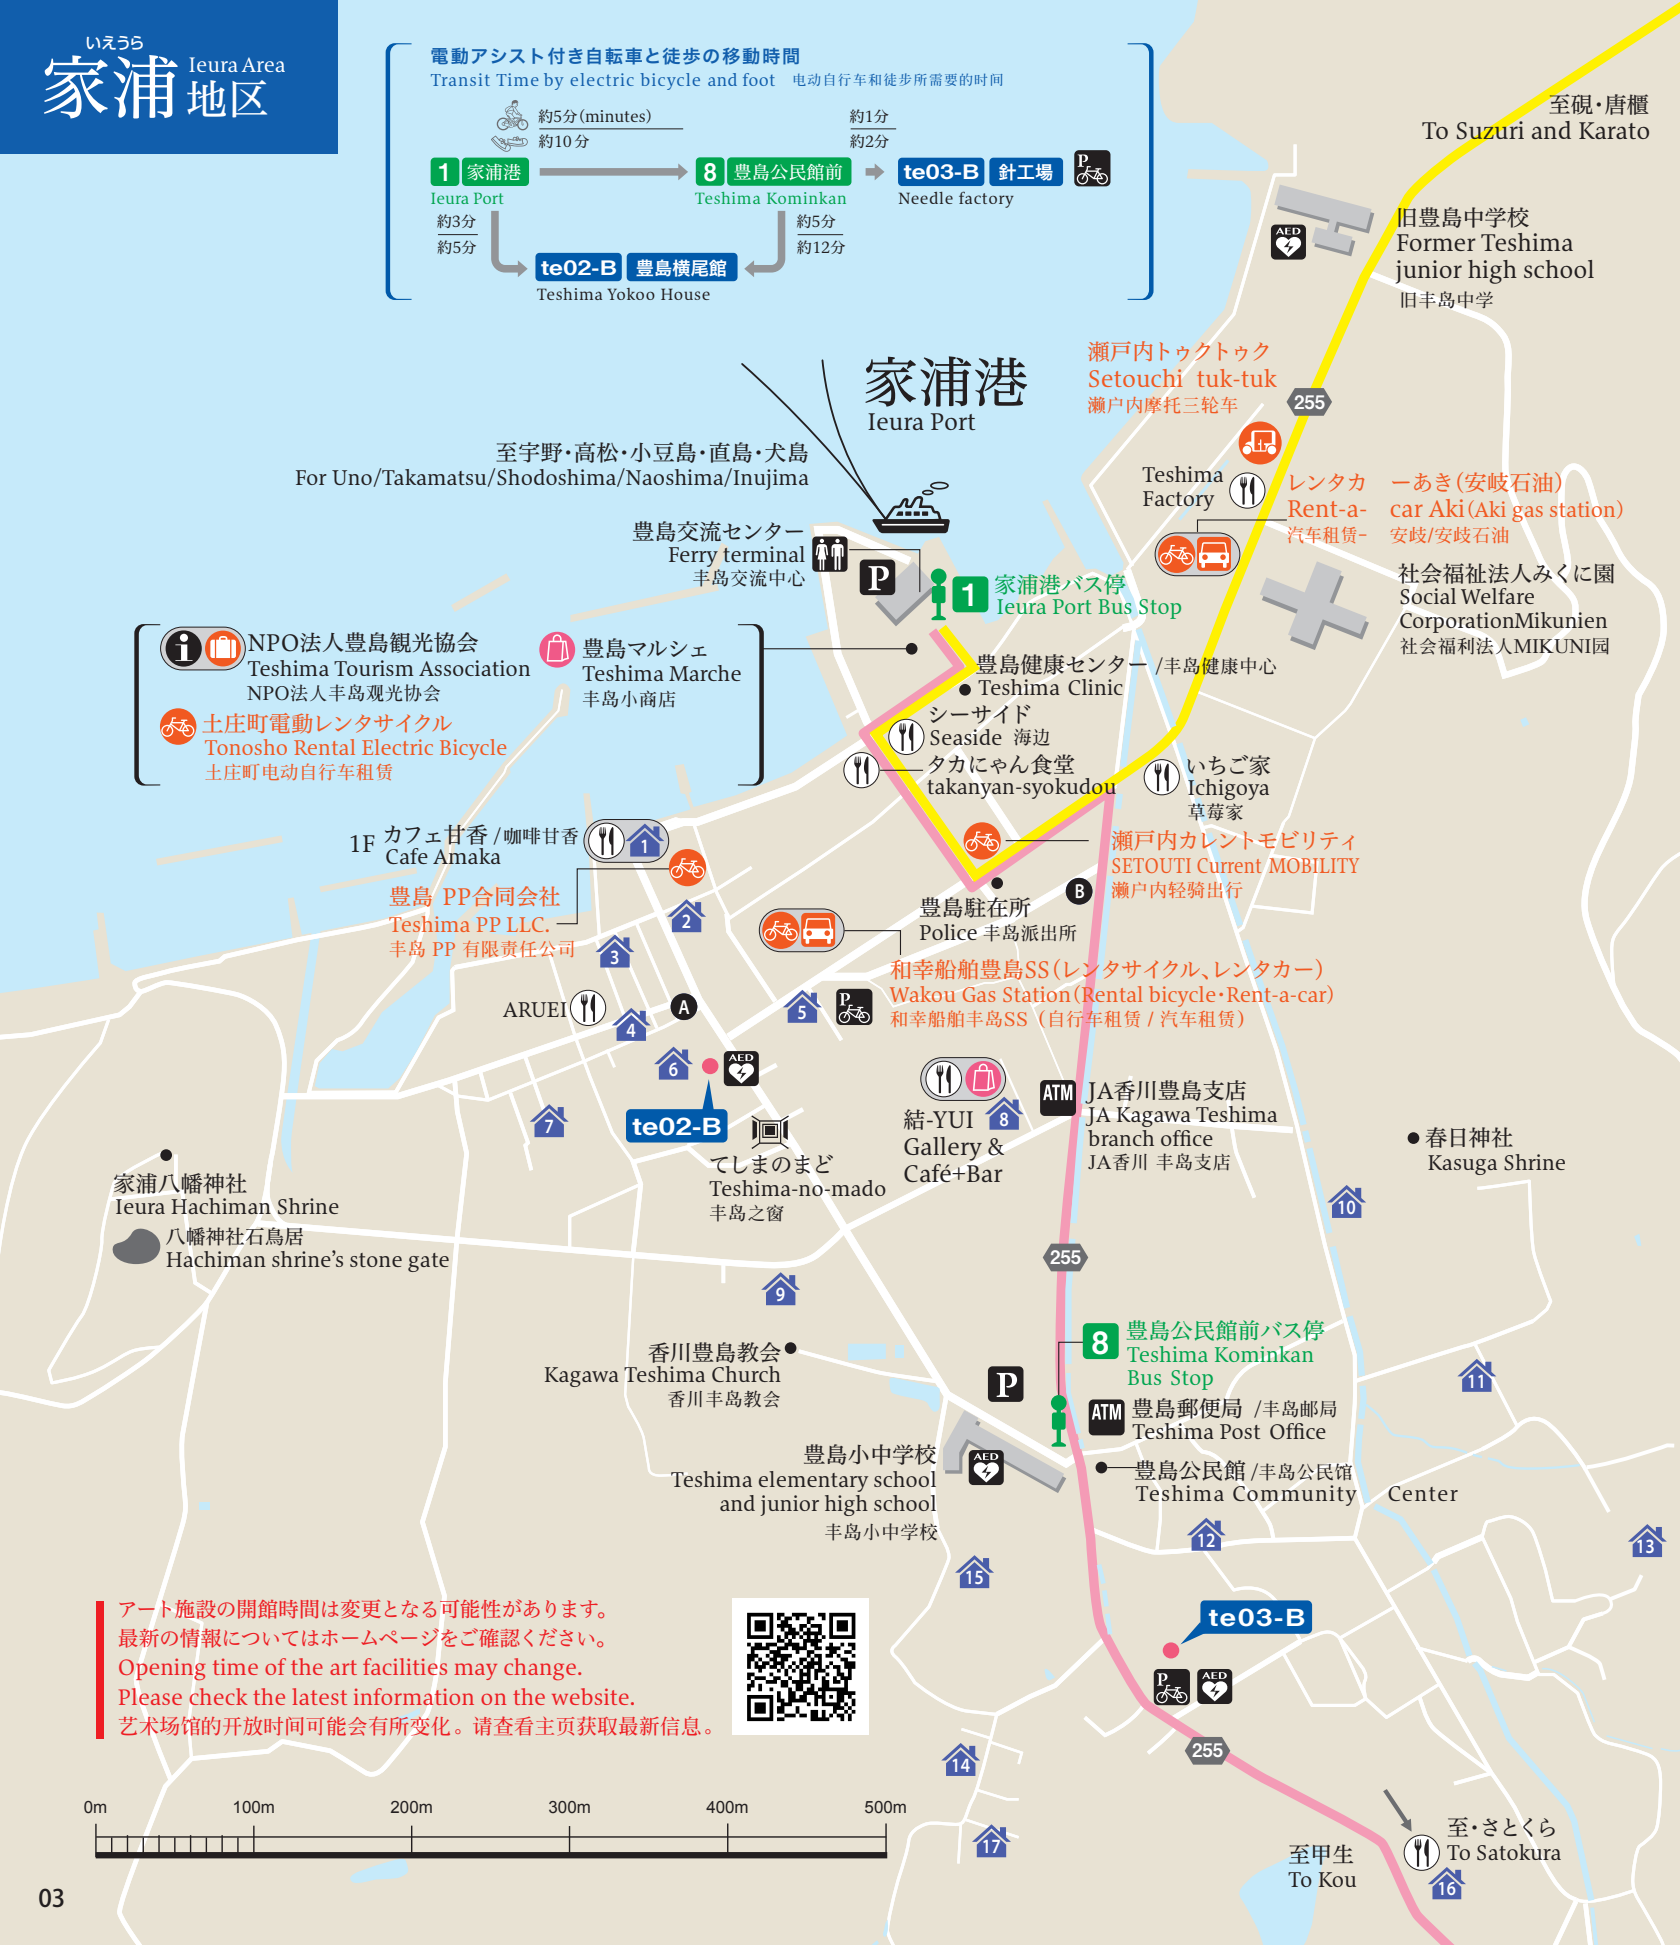 いえうら
家浦地区
Ieura Area
電動アシスト付き自転車と徒歩の移動時間
Transit Time by electric bicycle and foot 电动自行车和徒步所需要的时间
約5分(minutes)
約10分
約1分
約2分
1 家浦港
Ieura Port
8 豊島公民館前
Teshima Kominkan
te03-B 針工場
Needle factory
P
約3分
約5分
約5分
約12分
te02-B 豊島横尾館
Teshima Yokoo House
至硯・唐櫃
To Suzuri and Karato
AED
旧豊島中学校
Former Teshima
junior high school
旧丰岛中学
瀬戸内トゥクトゥク
Setouchi tuk-tuk
濑户内摩托三轮车
255
家浦港
Ieura Port
至宇野・高松・小豆島・直島・犬島
For Uno/Takamatsu/Shodoshima/Naoshima/Inujima
Teshima
Factory
レンタカーあき(安岐石油)
Rent-a-car Aki(Aki gas station)
汽车租赁-安歧/安岐石油
豊島交流センター
Ferry terminal
丰岛交流中心
P
1
家浦港バス停
Ieura Port Bus Stop
社会福祉法人みくに園
Social Welfare
CorporationMikunien
社会福利法人MIKUNI园
NPO法人豊島観光協会
Teshima Tourism Association
NPO法人丰岛观光协会
豊島マルシェ
Teshima Marche
丰岛小商店
土庄町電動レンタサイクル
Tonosho Rental Electric Bicycle
土庄町电动自行车租赁
豊島健康センター /丰岛健康中心
Teshima Clinic
シーサイド
Seaside 海边
タカにゃん食堂
takanyan-syokudou
いちご家
Ichigoya
草莓家
1F カフェ甘香 /咖啡甘香
Cafe Amaka
1
豊島 PP合同会社
Teshima PP LLC.
丰岛 PP 有限责任公司
2
3
瀬戸内カレントモビリティ
SETOUTI Current MOBILITY
濑户内轻骑出行
B
豊島駐在所
Police 丰岛派出所
和幸船舶豊島SS(レンタサイクル、レンタカー)
Wakou Gas Station(Rental bicycle・Rent-a-car)
和幸船舶丰岛SS(自行车租赁 / 汽车租赁)
ARUEI
4
A
5
P
6
AED
te02-B
7
てしまのまど
Teshima-no-mado
丰岛之窗
結-YUI
Gallery &
Café+Bar
8
ATM
JA香川豊島支店
JA Kagawa Teshima
branch office
JA香川 丰岛支店
春日神社
Kasuga Shrine
10
家浦八幡神社
Ieura Hachiman Shrine
八幡神社石鳥居
Hachiman shrine's stone gate
255
9
香川豊島教会
Kagawa Teshima Church
香川丰岛教会
8
豊島公民館前バス停
Teshima Kominkan
Bus Stop
11
P
ATM
豊島郵便局 /丰岛邮局
Teshima Post Office
豊島小中学校
Teshima elementary school
and junior high school
丰岛小中学校
AED
豊島公民館 /丰岛公民馆
Teshima Community Center
12
13
15
te03-B
P
AED
アート施設の開館時間は変更となる可能性があります。
最新の情報についてはホームページをご確認ください。
Opening time of the art facilities may change.
Please check the latest information on the website.
艺术场馆的开放时间可能会有所变化。请查看主页获取最新信息。
255
14
17
0m 100m 200m 300m 400m 500m
至・さとくら
To Satokura
至甲生
To Kou
16
03